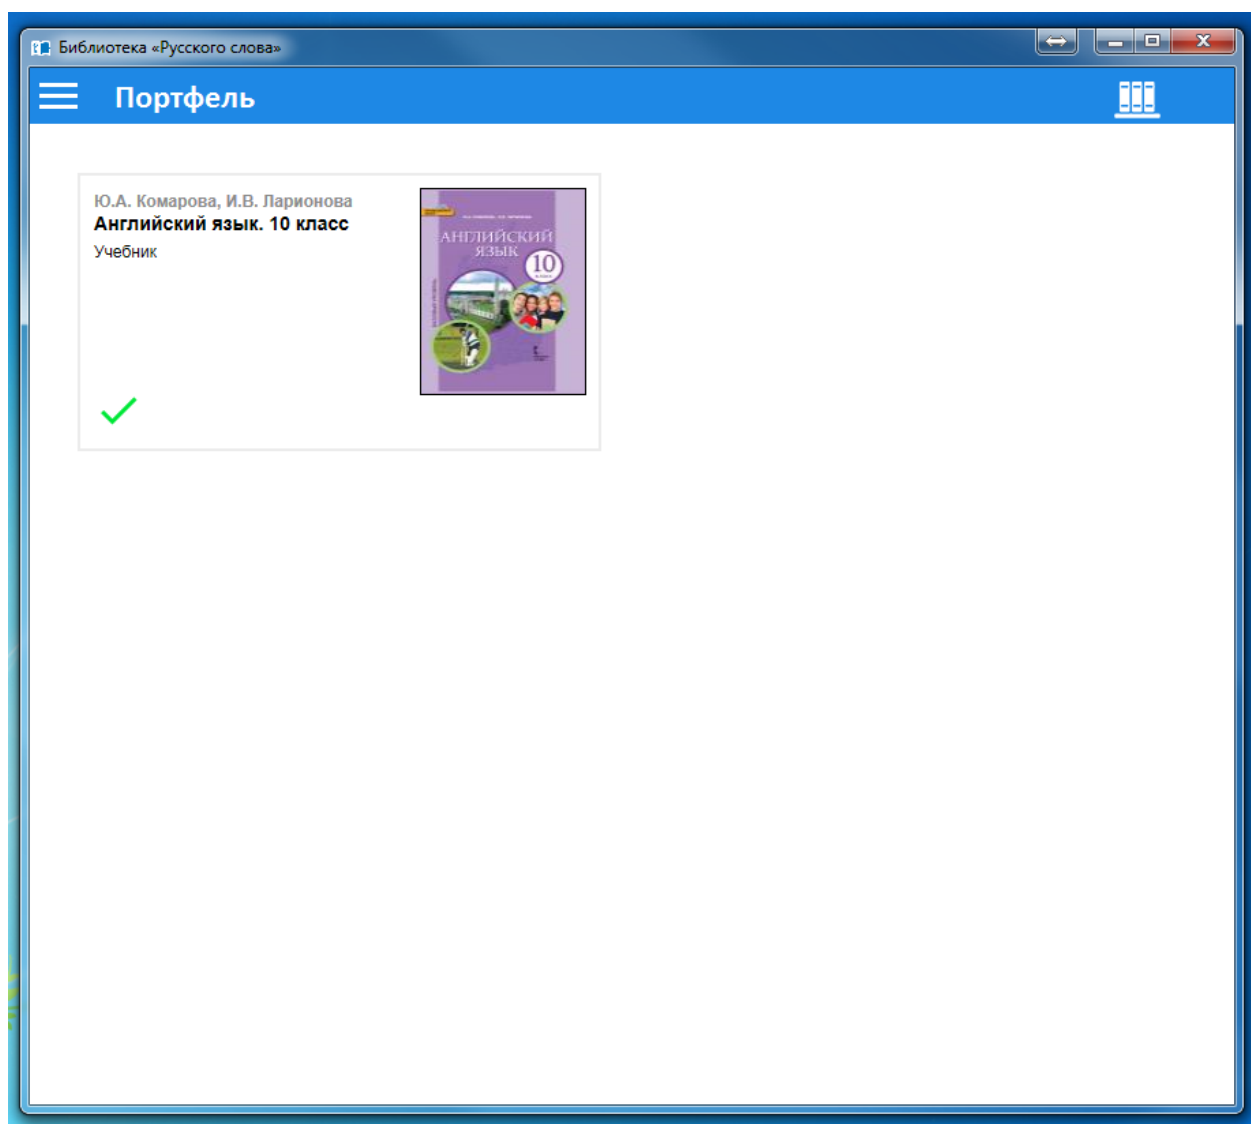 Библиотека «Русского слова»
Портфель
Ю.А. Комарова, И.В. Ларионова
Английский язык. 10 класс
Учебник
АНГЛИЙСКИЙ
ЯЗЫК
10